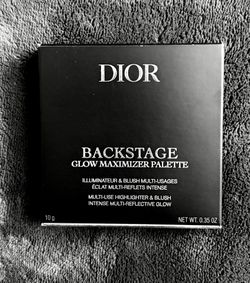 DIOR
BACKSTAGE
GLOW MAXIMIZER PALETTE
ILLUMINATEUR & BLUSH MULTI-USAGES
ÉCLAT MULTI-REFLETS INTENSE
MULTI-USE HIGHLIGHTER & BLUSH
INTENSE MULTI-REFLECTIVE GLOW
10 g NET WT. 0.35 OZ